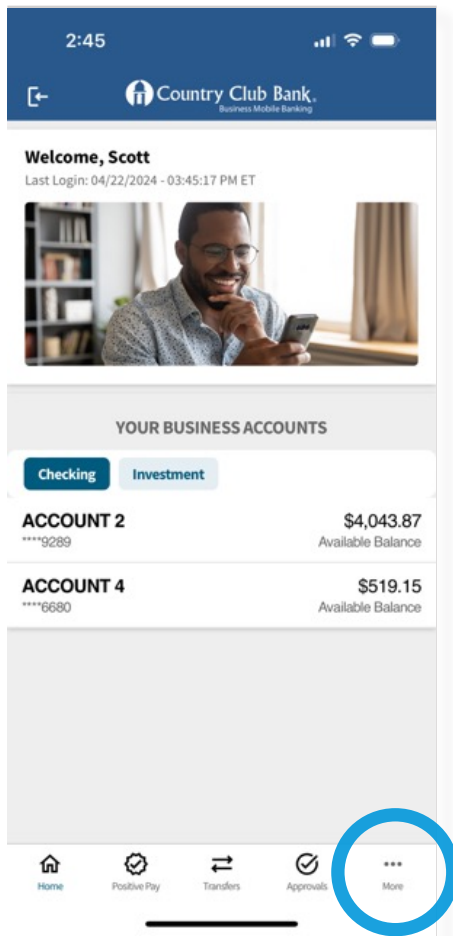 2:45
Country Club Bank
Business Mobile Banking
Welcome, Scott
Last Login: 04/22/2024 - 03:45:17 PM ET
YOUR BUSINESS ACCOUNTS
Checking Investment
ACCOUNT 2 $4,043.87
****9289 Available Balance
ACCOUNT 4 $519.15
****6680 Available Balance
Home Positive Pay Transfers Approvals More